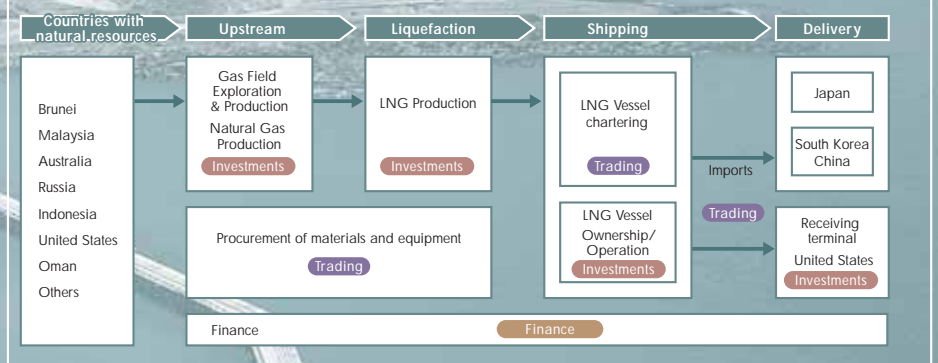 Countries with
natural resources
Upstream
Liquefaction
Shipping
Delivery
Brunei
Malaysia
Australia
Russia
Indonesia
United States
Oman
Others
Gas Field
Exploration
& Production
Natural Gas
Production
Investments
LNG Production
Investments
Procurement of materials and equipment
Trading
LNG Vessel
chartering
Trading
LNG Vessel
Ownership/
Operation
Investments
Imports
Trading
Japan
South Korea
China
Receiving
terminal
United States
Investments
Finance
Finance